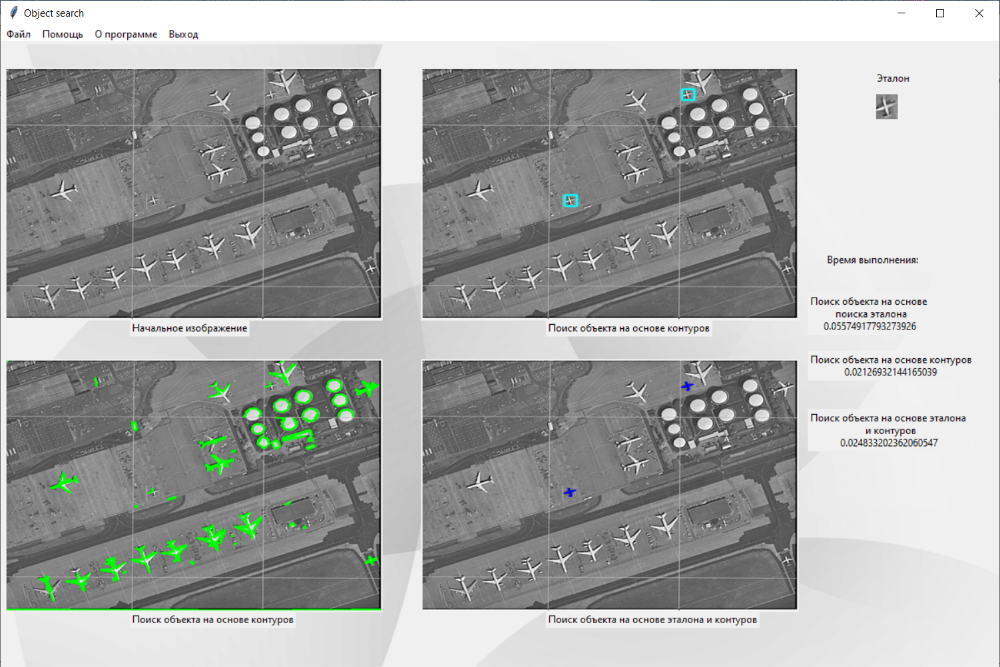 Object search
Файл Помощь О программе Выход
Начальное изображение
Поиск объекта на основе контуров
Поиск объекта на основе контуров
Поиск объекта на основе эталона и контуров
Эталон
Время выполнения:
Поиск объекта на основе
поиска эталона
0.05574917793273926
Поиск объекта на основе контуров
0.02126932144165039
Поиск объекта на основе эталона
и контуров
0.024833202362060547